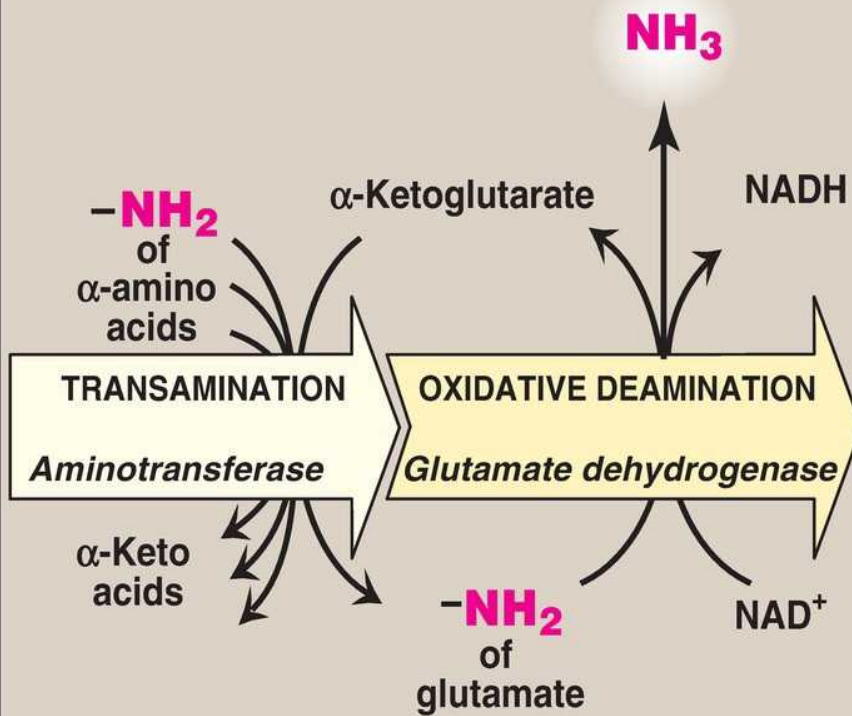 NH₃
α-Ketoglutarate
NADH
–NH₂
of
α-amino
acids
TRANSAMINATION
Aminotransferase
OXIDATIVE DEAMINATION
Glutamate dehydrogenase
α-Keto
acids
–NH₂
of
glutamate
NAD⁺